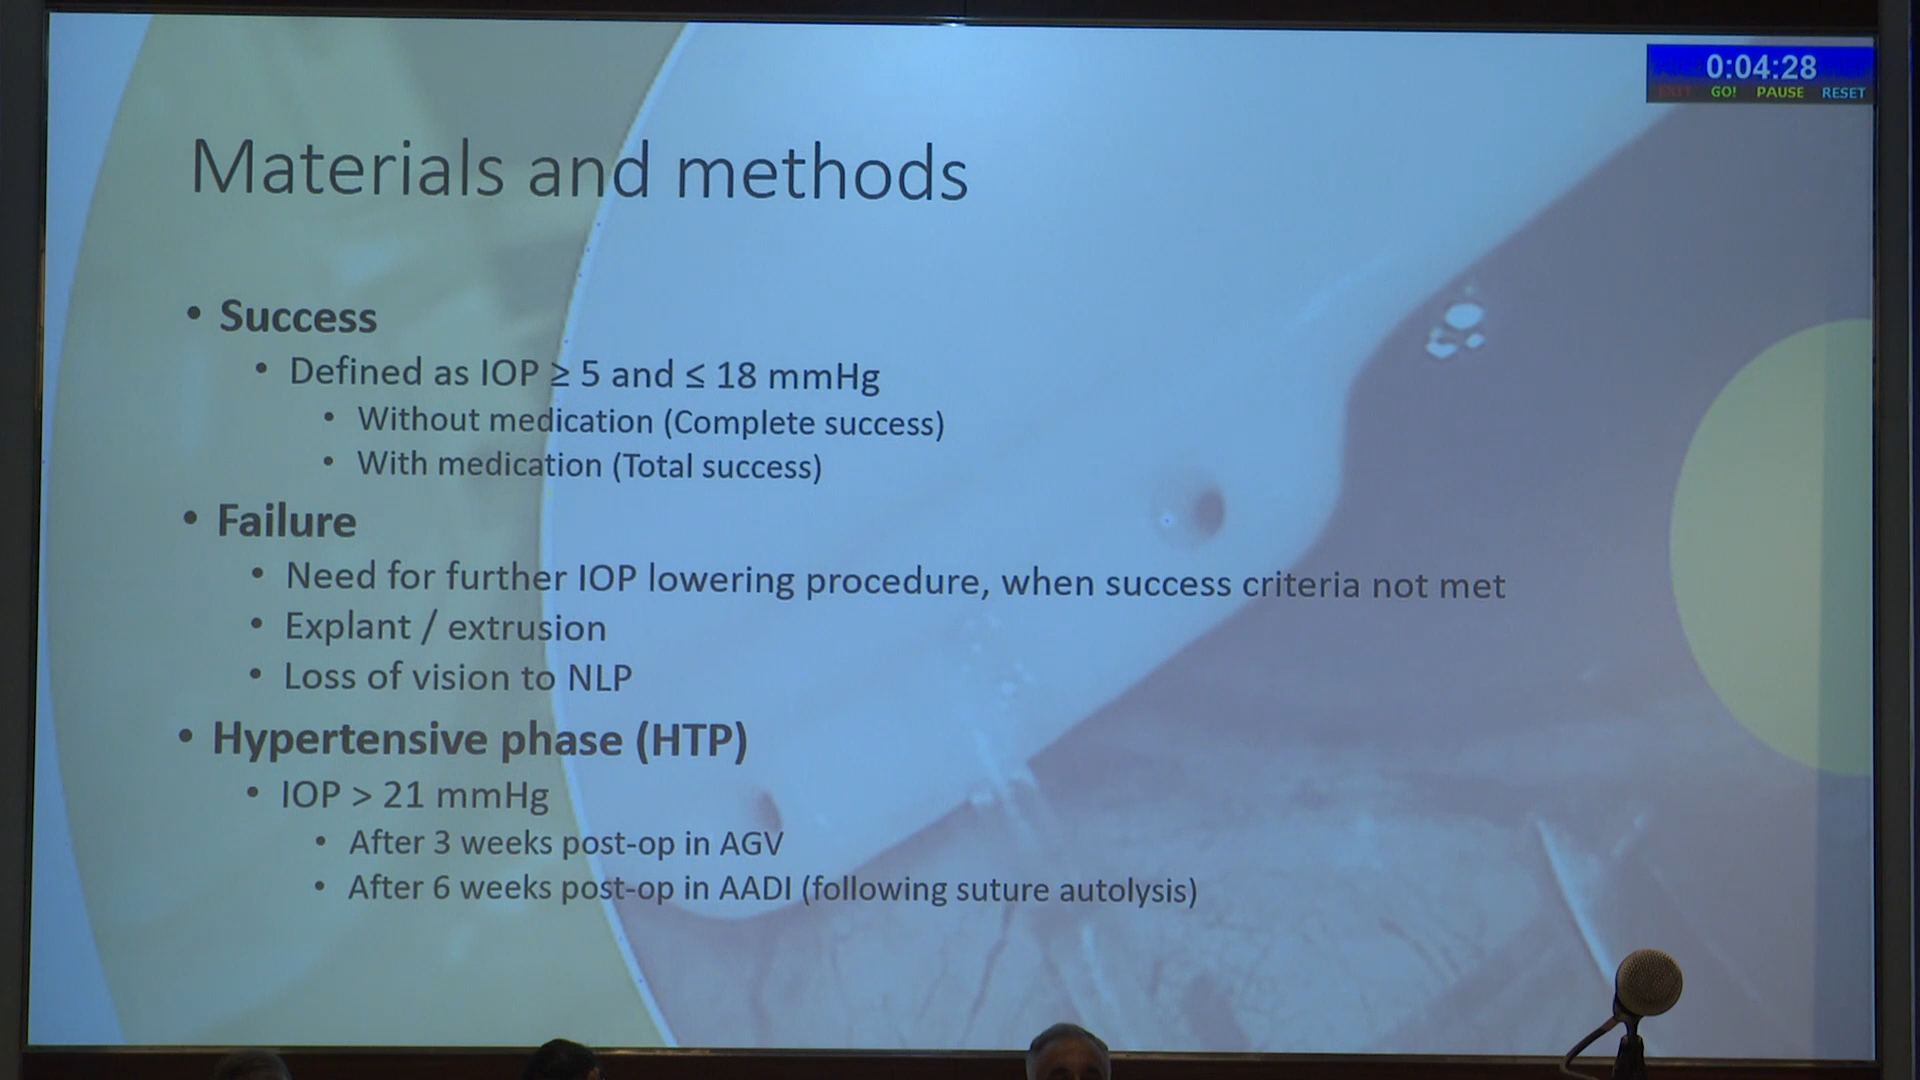 0:04:28
EXIT GO! PAUSE RESET
Materials and methods
• Success
• Defined as IOP ≥ 5 and ≤ 18 mmHg
• Without medication (Complete success)
• With medication (Total success)
• Failure
• Need for further IOP lowering procedure, when success criteria not met
• Explant / extrusion
• Loss of vision to NLP
• Hypertensive phase (HTP)
• IOP > 21 mmHg
• After 3 weeks post-op in AGV
• After 6 weeks post-op in AADI (following suture autolysis)